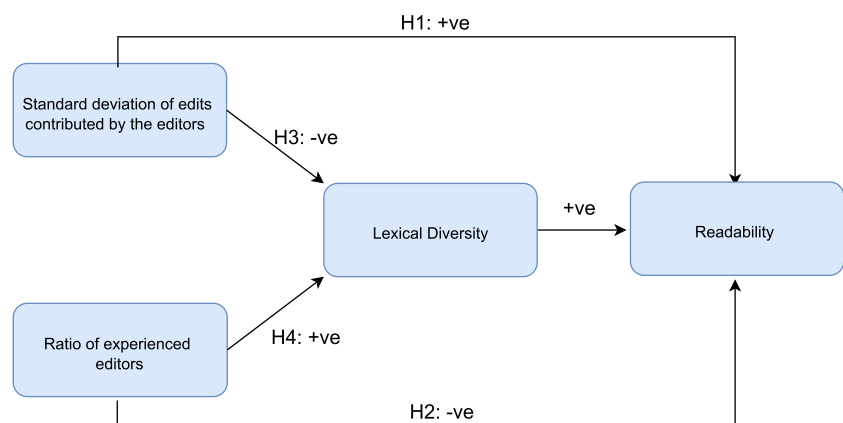 H1: +ve
Standard deviation of edits
contributed by the editors
H3: -ve
Lexical Diversity
+ve
Readability
Ratio of experienced
editors
H4: +ve
H2: -ve